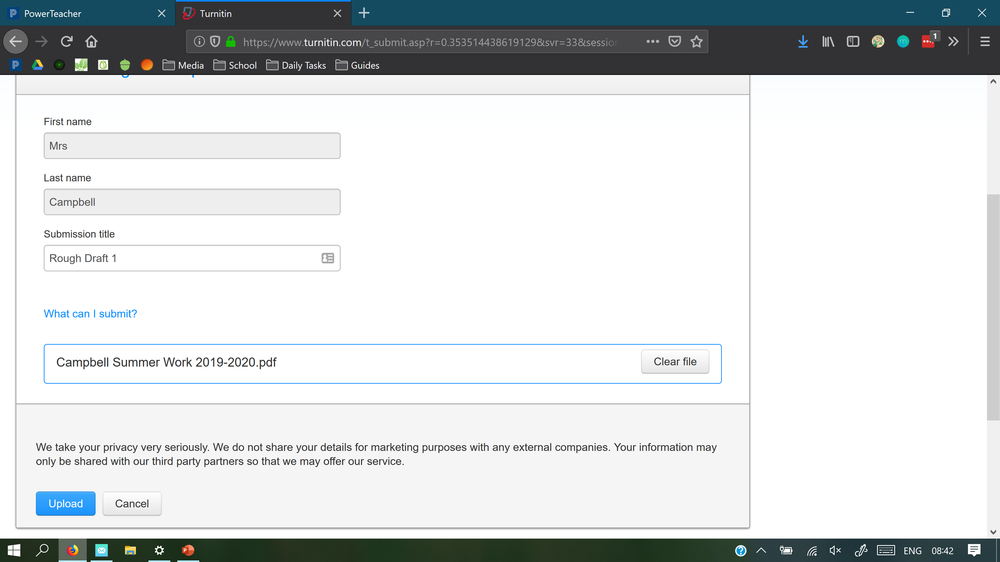 PowerTeacher
Turnitin
https://www.turnitin.com/t_submit.asp?r=0.353514438619129&svr=33&session
1
Media
School
Daily Tasks
Guides
First name
Mrs
Last name
Campbell
Submission title
Rough Draft 1
What can I submit?
Campbell Summer Work 2019-2020.pdf
Clear file
We take your privacy very seriously. We do not share your details for marketing purposes with any external companies. Your information may
only be shared with our third party partners so that we may offer our service.
Upload
Cancel
ENG
08:42